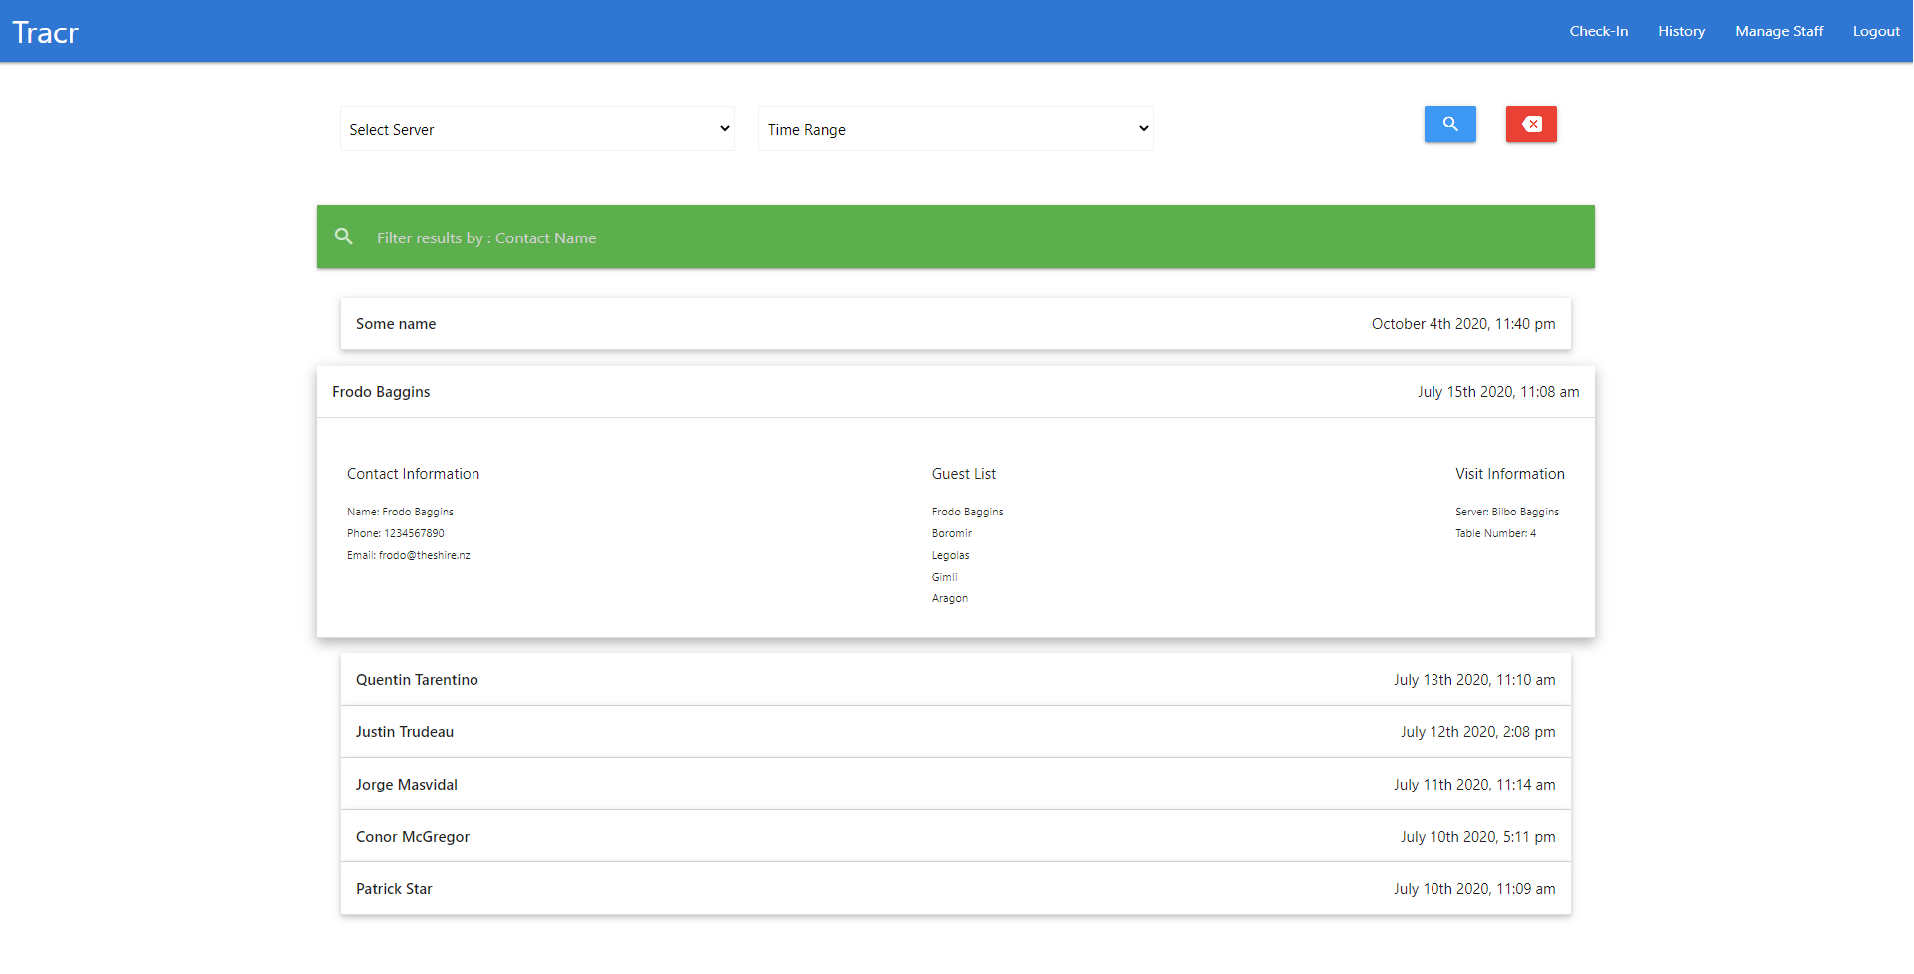 Tracr
Check-In History Manage Staff Logout
Select Server Time Range
Filter results by : Contact Name
Some name October 4th 2020, 11:40 pm
Frodo Baggins July 15th 2020, 11:08 am
Contact Information Guest List Visit Information
Name: Frodo Baggins Frodo Baggins Server: Bilbo Baggins
Phone: 1234567890 Boromir Table Number: 4
Email: frodo@theshire.nz Legolas
Gimli
Aragon
Quentin Tarentino July 13th 2020, 11:10 am
Justin Trudeau July 12th 2020, 2:08 pm
Jorge Masvidal July 11th 2020, 11:14 am
Conor McGregor July 10th 2020, 5:11 pm
Patrick Star July 10th 2020, 11:09 am